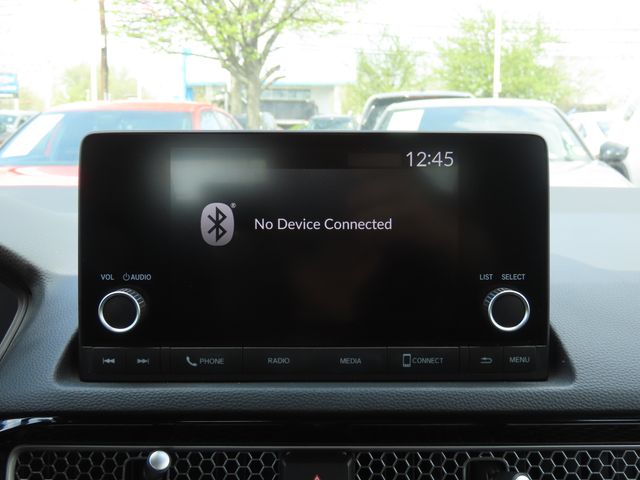 12:45
No Device Connected
VOL AUDIO
LIST SELECT
PHONE RADIO MEDIA CONNECT MENU